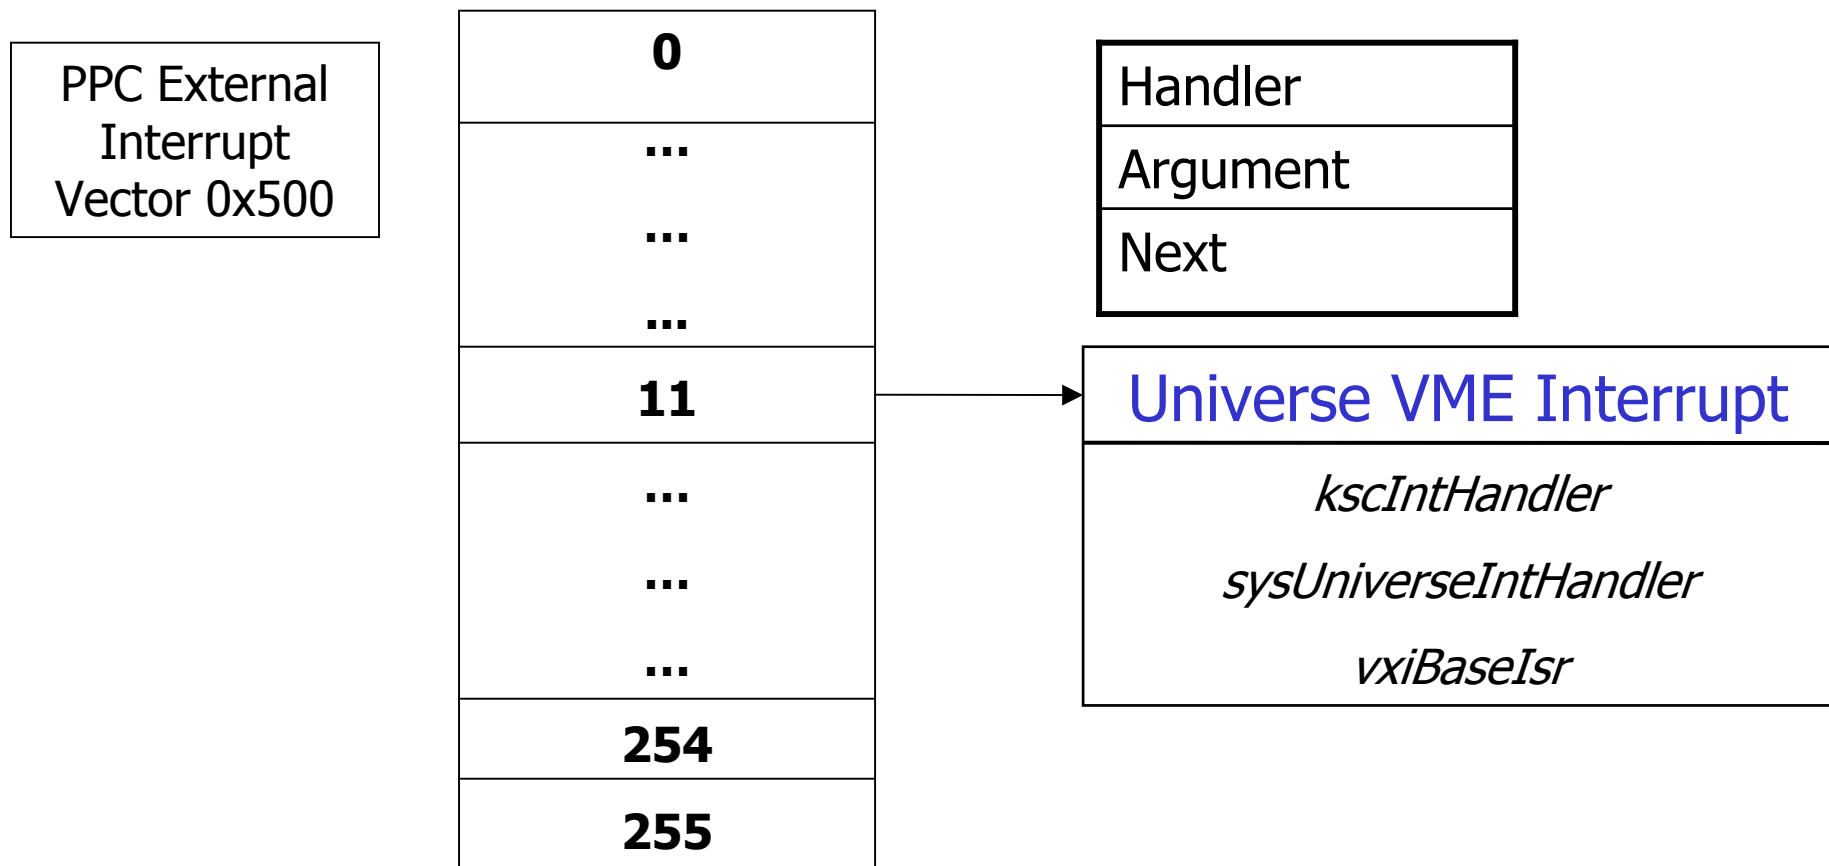 PPC External
Interrupt
Vector 0x500
0
...
...
...
11
...
...
...
254
255
Handler
Argument
Next
Universe VME Interrupt
kscIntHandler
sysUniverseIntHandler
vxiBaseIsr